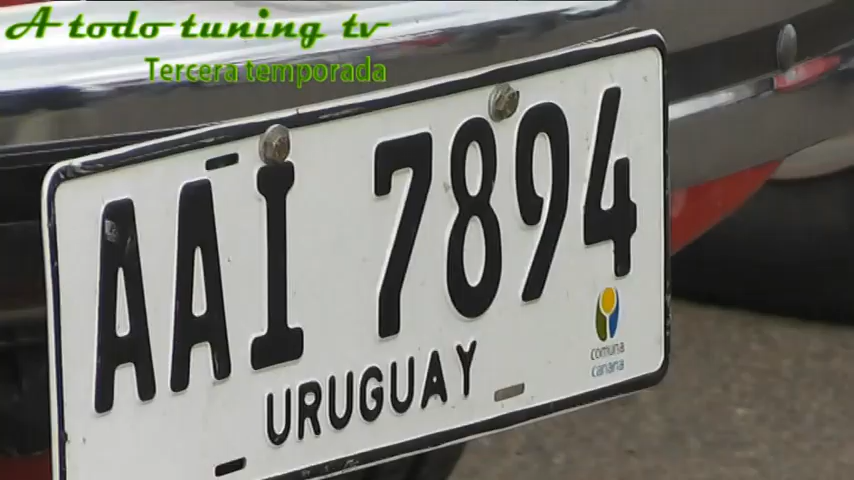 A todo tuning tv
Tercera temporada
AAI 7894
URUGUAY
comuna
canaria